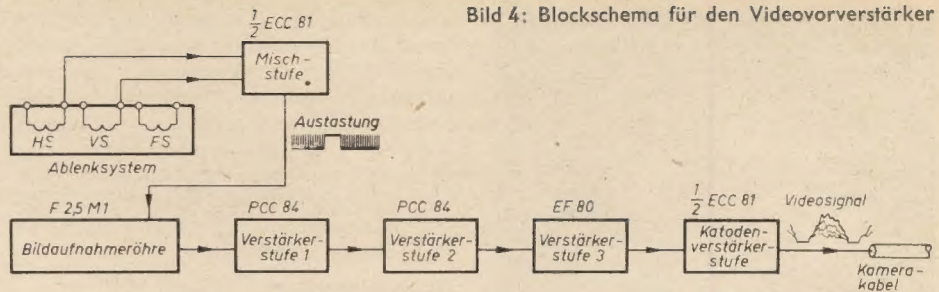 Bild 4: Blockschema für den Videovorverstärker
1/2 ECC 81
Misch-
stufe
HS VS FS
Ablenksystem
Austastung
F 2,5 M1
Bildaufnahmeröhre
PCC 84
Verstärker-
stufe 1
PCC 84
Verstärker-
stufe 2
EF 80
Verstärker-
stufe 3
1/2 ECC 81
Katoden-
verstärker-
stufe
Videosignal
Kamera-
kabel